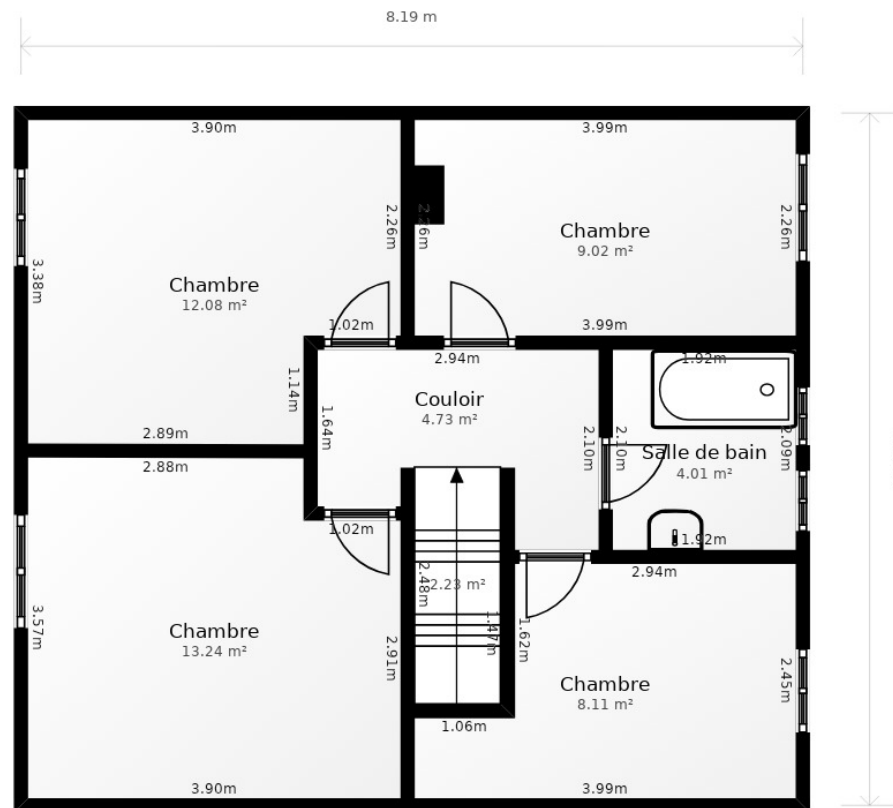 8.19 m
3.90m
3.99m
2.26m
2.26m
2.26m
3.38m
Chambre
12.08 m²
Chambre
9.02 m²
1.02m
3.99m
2.94m
1.92m
1.14m
1.64m
Couloir
4.73 m²
2.10m
2.10m
2.09m
Salle de bain
4.01 m²
2.89m
2.88m
1.02m
1.92m
2.94m
2.48m
2.23 m²
1.47m
1.62m
3.57m
Chambre
13.24 m²
2.91m
Chambre
8.11 m²
2.45m
1.06m
3.90m
3.99m